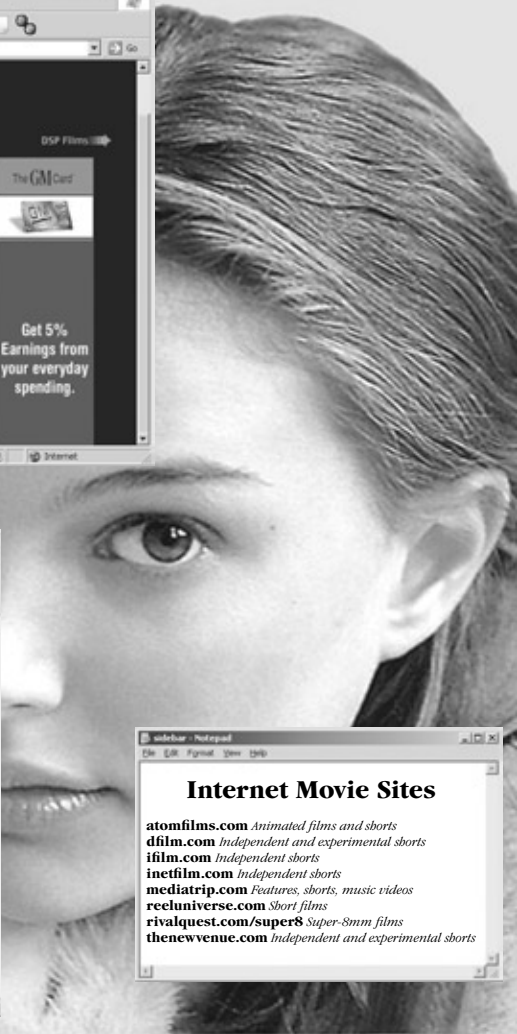 Go
DSP Films
The GM Card
Get 5%
Earnings from
your everyday
spending.
Internet
sidebar - Notepad
File Edit Format View Help
Internet Movie Sites
atomfilms.com Animated films and shorts
dfilm.com Independent and experimental shorts
ifilm.com Independent shorts
inetfilm.com Independent shorts
mediatrip.com Features, shorts, music videos
reeluniverse.com Short films
rivalquest.com/super8 Super-8mm films
thenewvenue.com Independent and experimental shorts